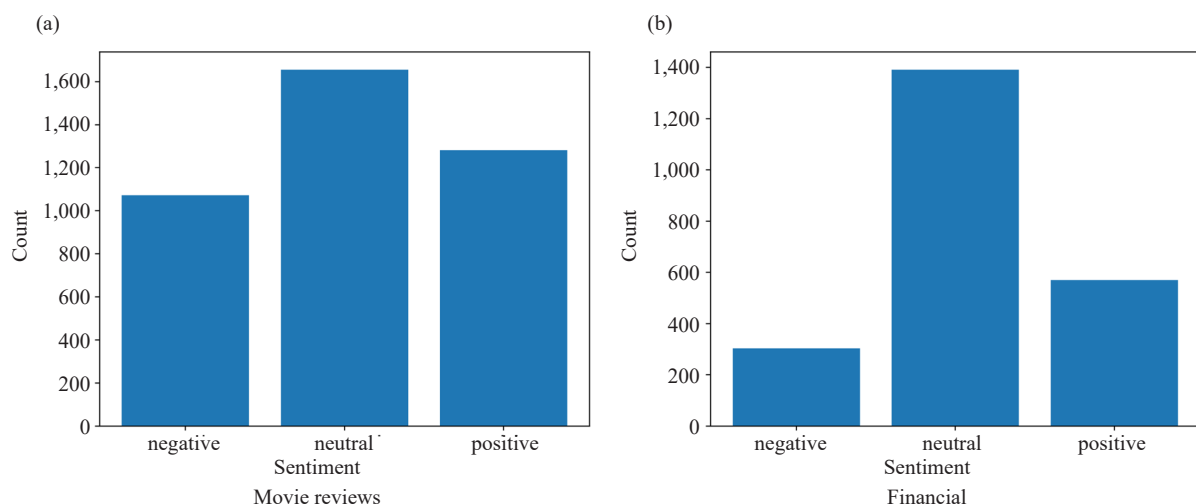 (a)
1,600
1,400
1,200
1,000
800
600
400
200
0
Count
negative neutral positive
Sentiment
Movie reviews
(b)
1,400
1,200
1,000
800
600
400
200
0
Count
negative neutral positive
Sentiment
Financial